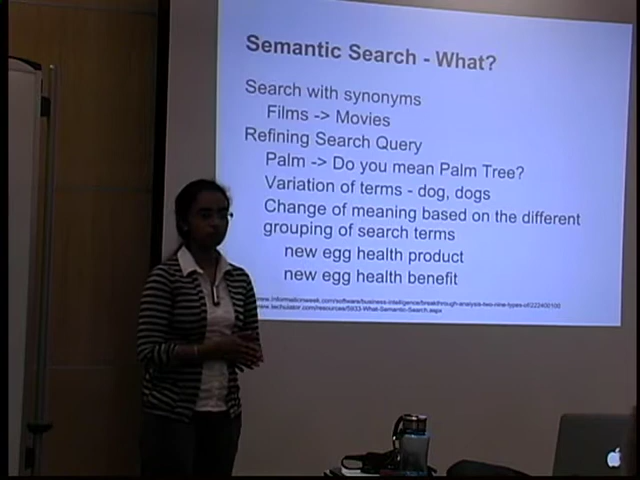 Semantic Search - What?
Search with synonyms
Films -> Movies
Refining Search Query
Palm -> Do you mean Palm Tree?
Variation of terms - dog, dogs
Change of meaning based on the different
grouping of search terms
new egg health product
new egg health benefit
www.informationweek.com/software/business-intelligence/breakthrough-analysis-two-nine-types-of/222400100
www.techulator.com/resources/5933-What-Semantic-Search.aspx